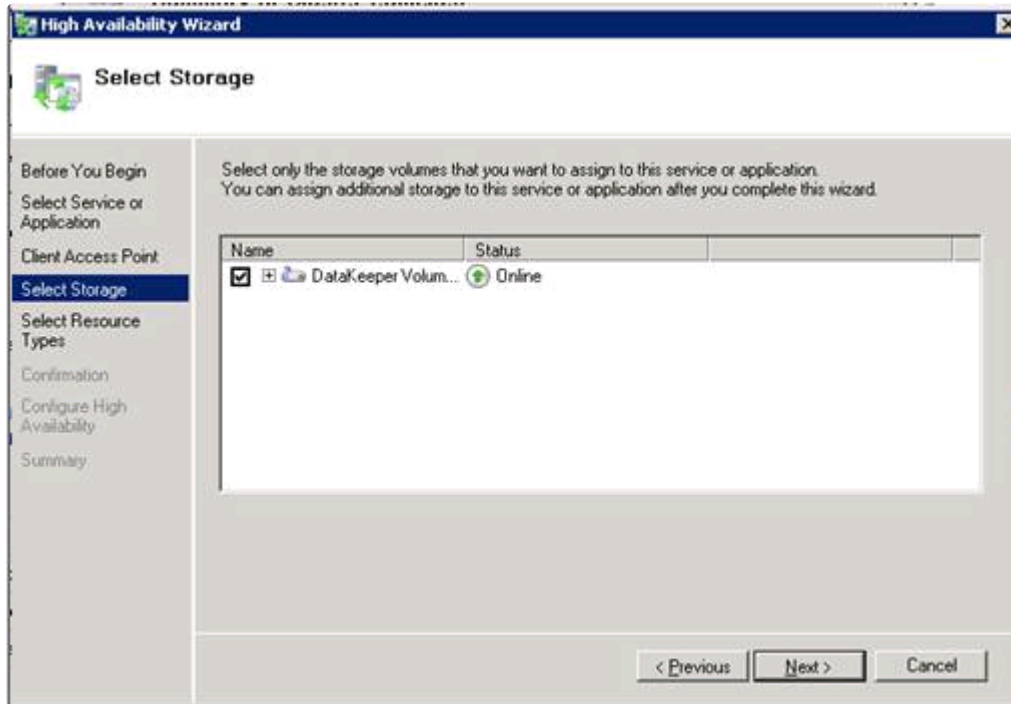 High Availability Wizard
Select Storage
Before You Begin
Select Service or
Application
Client Access Point
Select Storage
Select Resource
Types
Confirmation
Configure High
Availability
Summary
Select only the storage volumes that you want to assign to this service or application.
You can assign additional storage to this service or application after you complete this wizard.
Name Status
DataKeeper Volum... Online
< Previous Next > Cancel